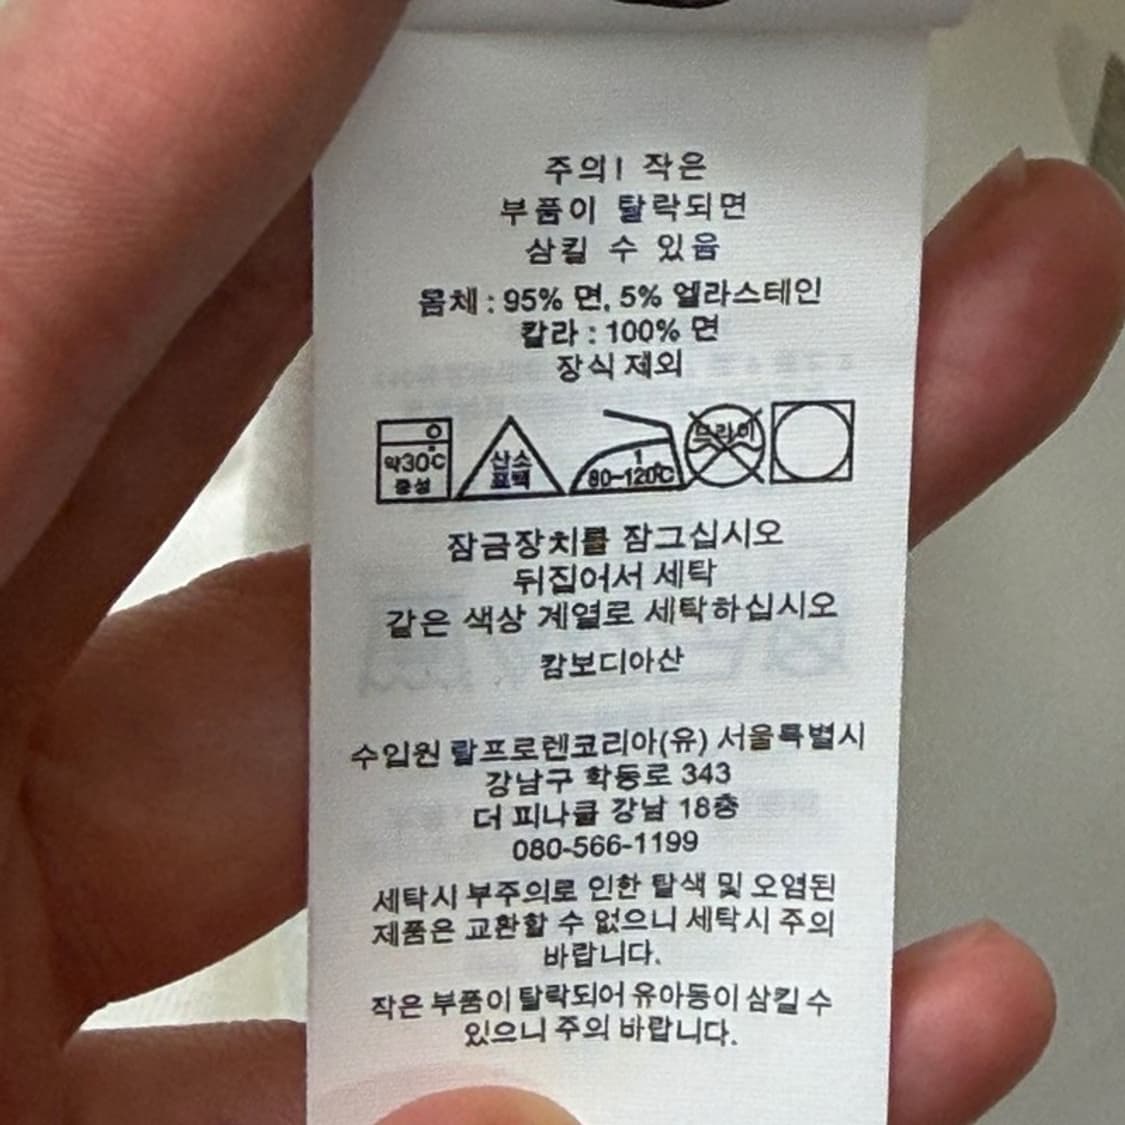 주의! 작은
부품이 탈락되면
삼킬 수 있음
몸체 : 95% 면, 5% 엘라스테인
칼라 : 100% 면
장식 제외
약30℃
중성
산소
표백
1
80~120℃
드라이
잠금장치를 잠그십시오
뒤집어서 세탁
같은 색상 계열로 세탁하십시오
캄보디아산
수입원 랄프로렌코리아(유) 서울특별시
강남구 학동로 343
더 피나클 강남 18층
080-566-1199
세탁시 부주의로 인한 탈색 및 오염된
제품은 교환할 수 없으니 세탁시 주의
바랍니다.
작은 부품이 탈락되어 유아등이 삼킬 수
있으니 주의 바랍니다.